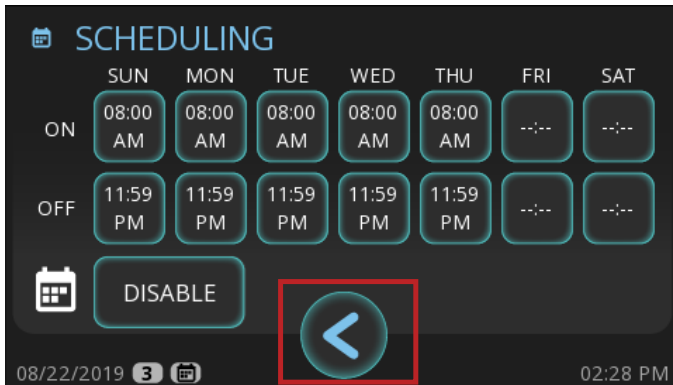 SCHEDULING
SUN MON TUE WED THU FRI SAT
ON 08:00 AM 08:00 AM 08:00 AM 08:00 AM 08:00 AM --:-- --:--
OFF 11:59 PM 11:59 PM 11:59 PM 11:59 PM 11:59 PM --:-- --:--
DISABLE
08/22/2019 3 02:28 PM